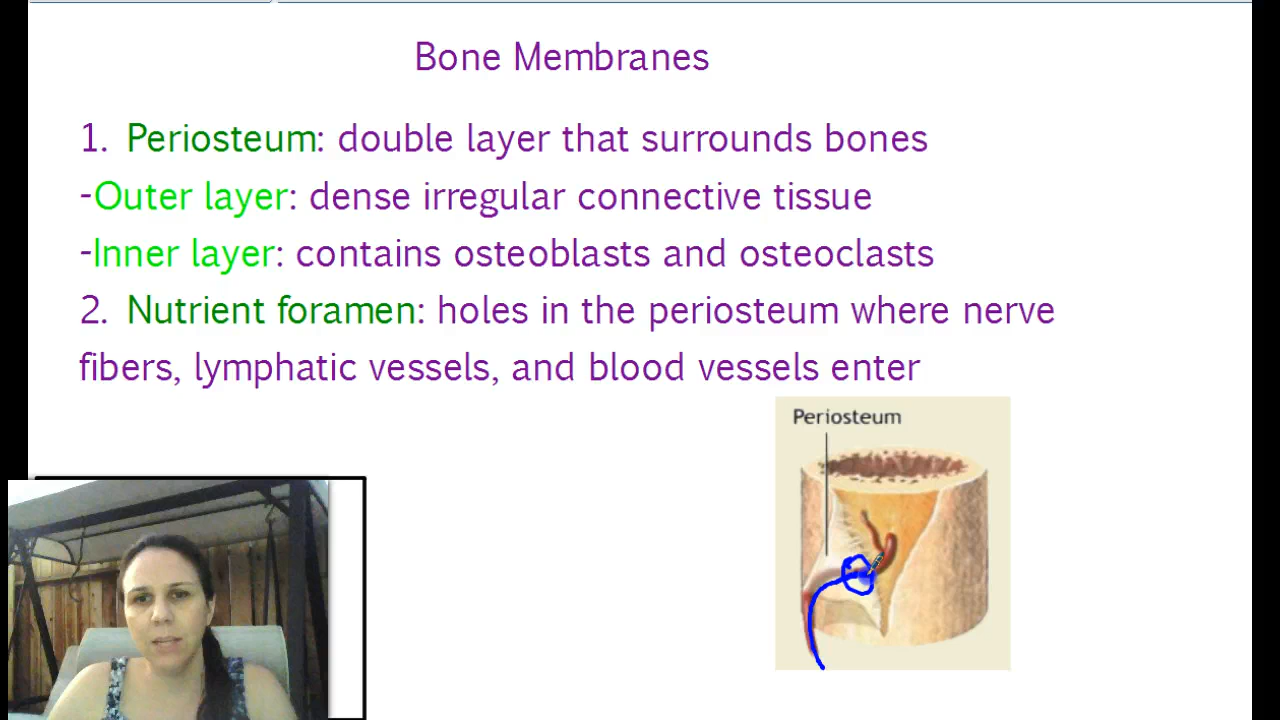 Bone Membranes
1. Periosteum: double layer that surrounds bones
-Outer layer: dense irregular connective tissue
-Inner layer: contains osteoblasts and osteoclasts
2. Nutrient foramen: holes in the periosteum where nerve
fibers, lymphatic vessels, and blood vessels enter
Periosteum